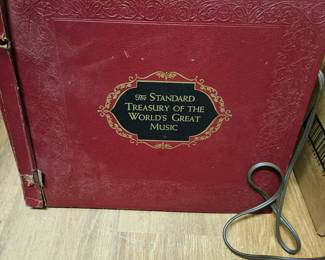 The STANDARD
TREASURY OF THE
WORLD'S GREAT
MUSIC